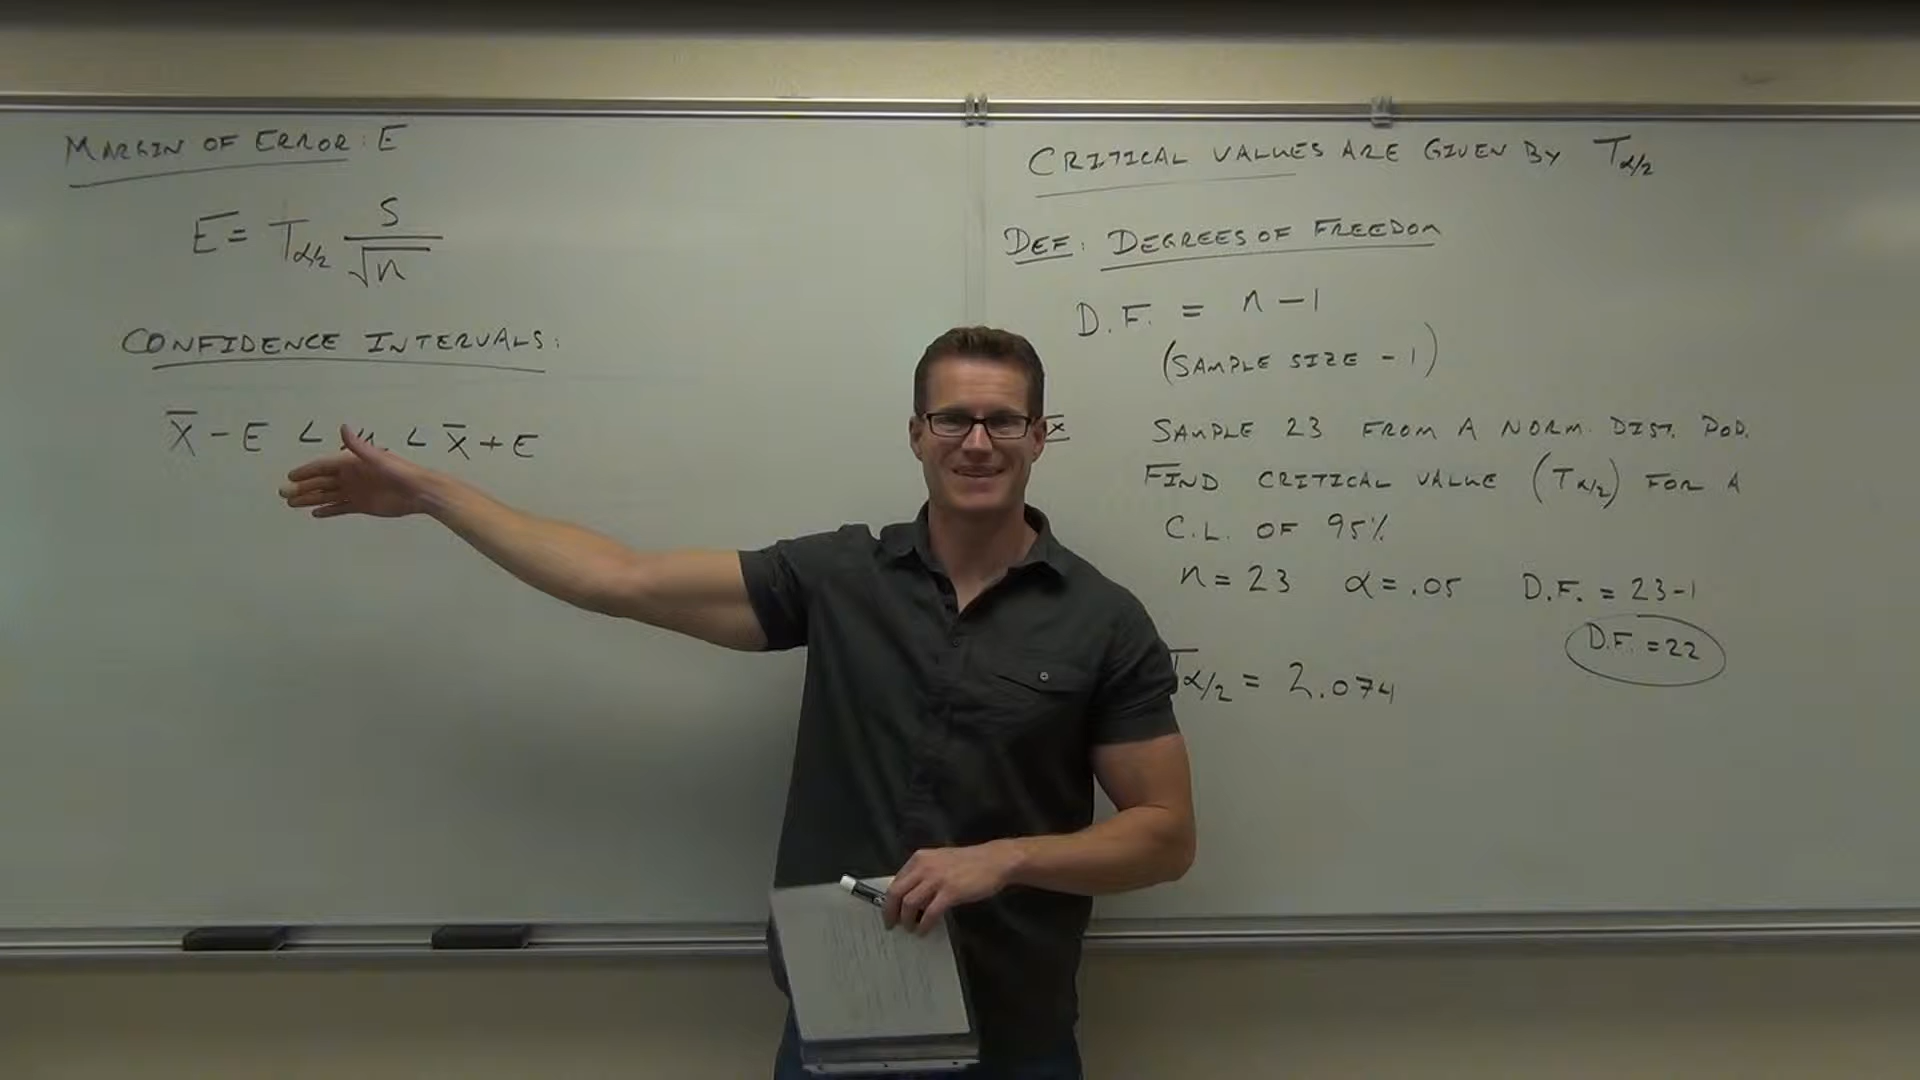 MARGIN OF ERROR: E
E = Tα/2 S/√n
CONFIDENCE INTERVALS:
x̄ - E < μ < x̄ + E
CRITICAL VALUES ARE GIVEN BY Tα/2
DEF: DEGREES OF FREEDOM
D.F. = n - 1
(SAMPLE SIZE - 1)
SAMPLE 23 FROM A NORM. DIST. POP.
FIND CRITICAL VALUE (Tα/2) FOR A
C.L. OF 95%
n = 23 α = .05 D.F. = 23-1
D.F. = 22
Tα/2 = 2.074